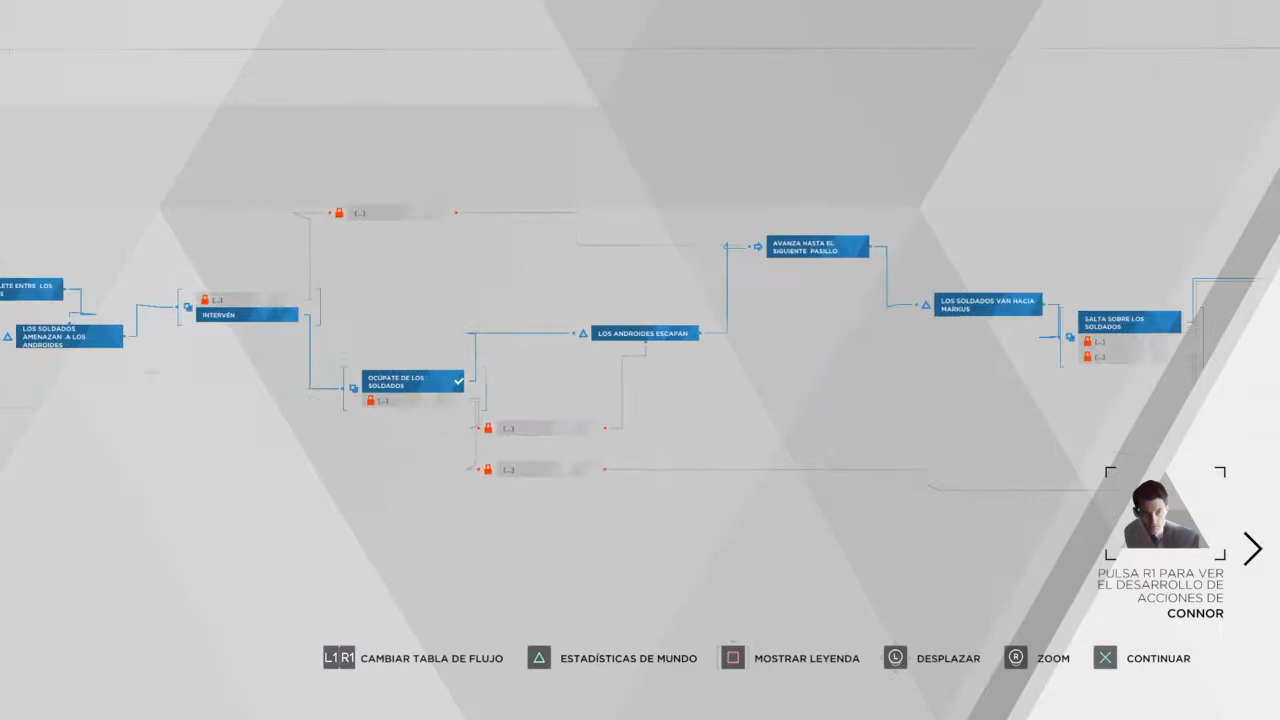 [...]
AVANZA HASTA EL
SIGUIENTE PASILLO
LETE ENTRE LOS
S
[...]
INTERVÉN
LOS SOLDADOS
AMENAZAN A LOS
ANDROIDES
LOS SOLDADOS VAN HACIA
MARKUS
SALTA SOBRE LOS
SOLDADOS
[...]
[...]
LOS ANDROIDES ESCAPAN
OCÚPATE DE LOS
SOLDADOS
[...]
[...]
[...]
PULSA R1 PARA VER
EL DESARROLLO DE
ACCIONES DE
CONNOR
L1 R1 CAMBIAR TABLA DE FLUJO
ESTADÍSTICAS DE MUNDO
MOSTRAR LEYENDA
L DESPLAZAR
R ZOOM
CONTINUAR